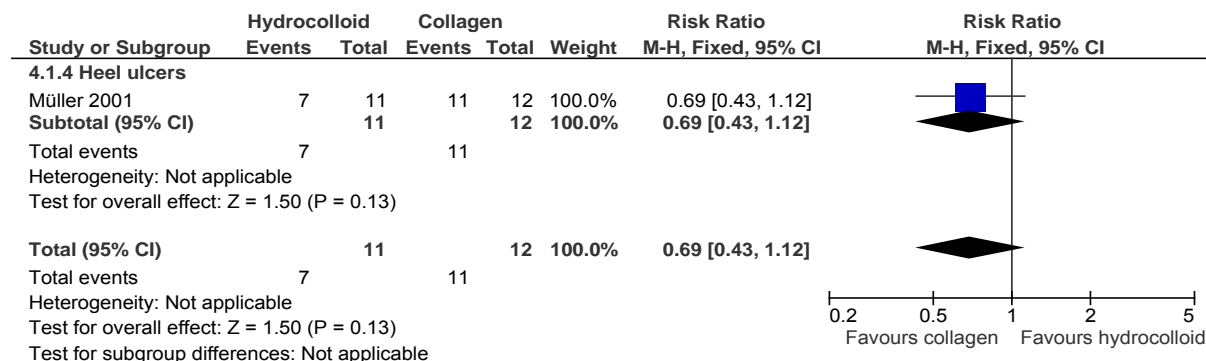 Hydrocolloid Collagen Risk Ratio Risk Ratio
Study or Subgroup Events Total Events Total Weight M-H, Fixed, 95% CI M-H, Fixed, 95% CI
4.1.4 Heel ulcers
Müller 2001 7 11 11 12 100.0% 0.69 [0.43, 1.12]
Subtotal (95% CI) 11 12 100.0% 0.69 [0.43, 1.12]
Total events 7 11
Heterogeneity: Not applicable
Test for overall effect: Z = 1.50 (P = 0.13)
Total (95% CI) 11 12 100.0% 0.69 [0.43, 1.12]
Total events 7 11
Heterogeneity: Not applicable
Test for overall effect: Z = 1.50 (P = 0.13)
Test for subgroup differences: Not applicable
0.2 0.5 1 2 5
Favours collagen Favours hydrocolloid